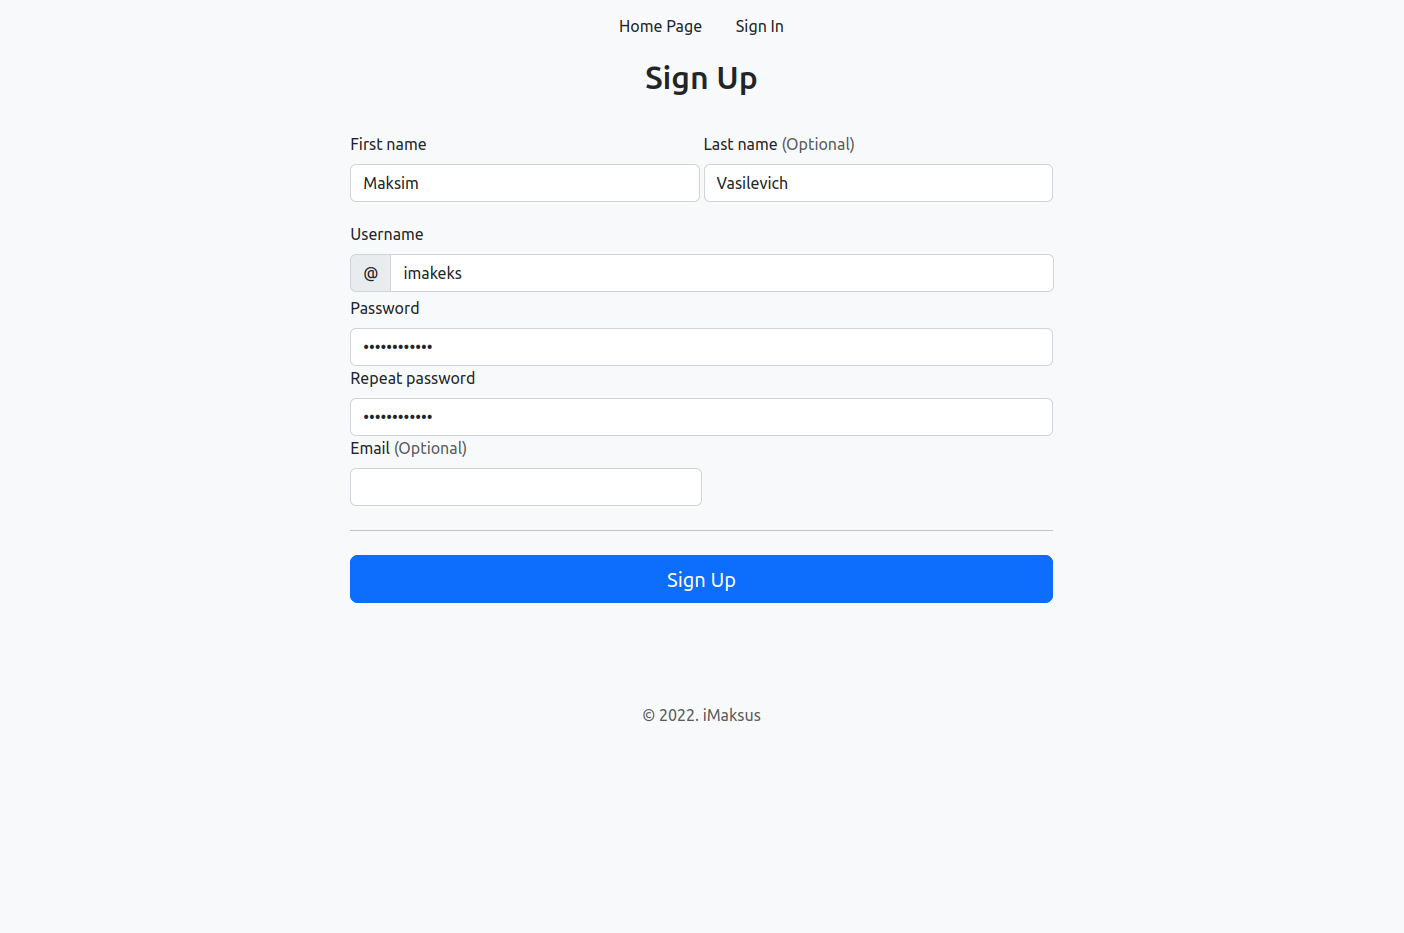 Home Page Sign In
Sign Up
First name Last name (Optional)
Maksim Vasilevich
Username
@ imakeks
Password
••••••••••••
Repeat password
••••••••••••
Email (Optional)
Sign Up
© 2022. iMaksus